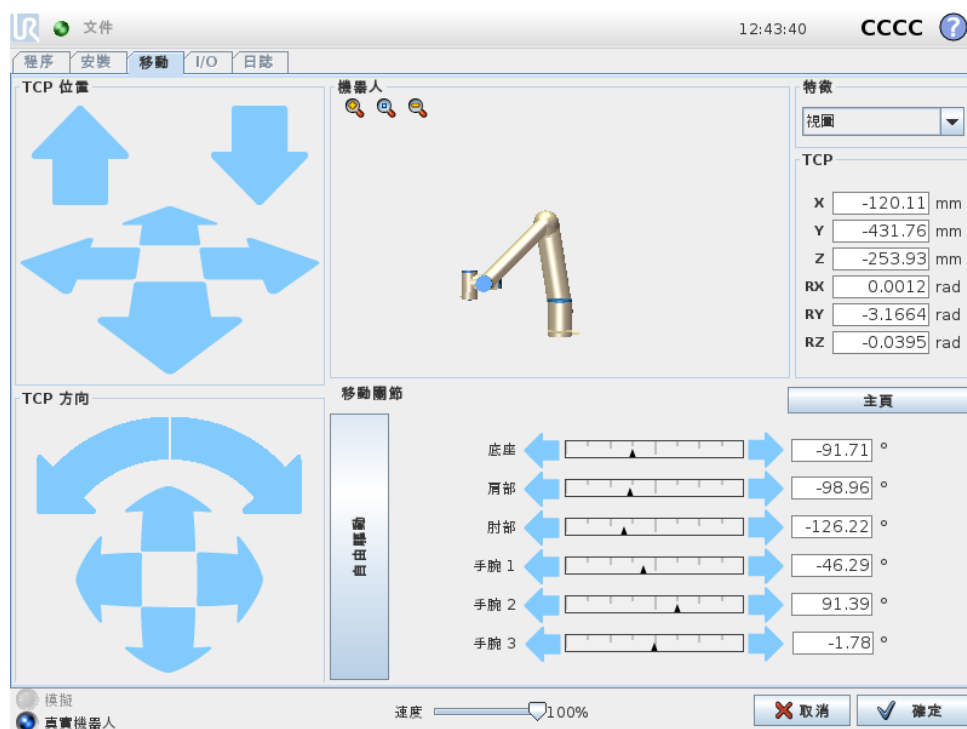 UR 文件 12:43:40 CCCC ?
程序 安裝 移動 I/O 日誌
TCP 位置
機器人
特徵
視圖
TCP
X -120.11 mm
Y -431.76 mm
Z -253.93 mm
RX 0.0012 rad
RY -3.1664 rad
RZ -0.0395 rad
TCP 方向
移動關節
主頁
自由驅動
底座 -91.71 °
肩部 -98.96 °
肘部 -126.22 °
手腕 1 -46.29 °
手腕 2 91.39 °
手腕 3 -1.78 °
模擬
真實機器人
速度 100%
取消
確定